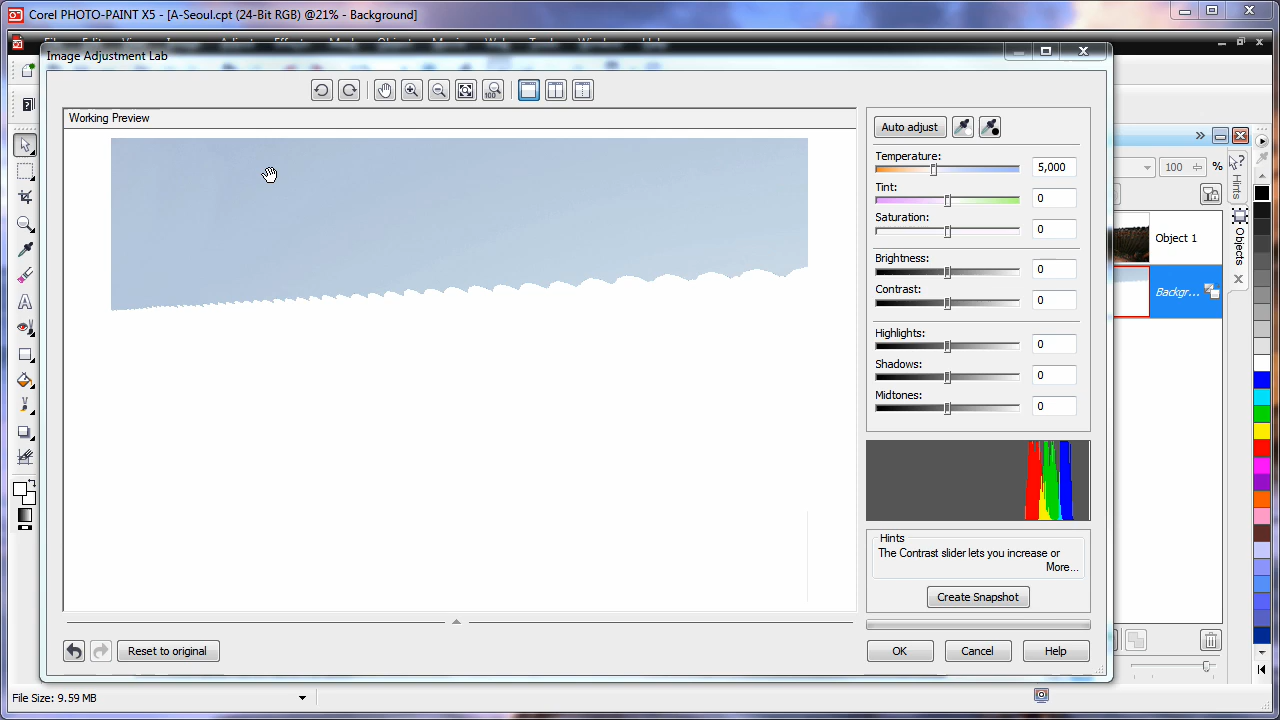 Corel PHOTO-PAINT X5 - [A-Seoul.cpt (24-Bit RGB) @21% - Background]
Image Adjustment Lab
100
Working Preview
Auto adjust
Temperature:
5,000
Tint:
0
Saturation:
0
Brightness:
0
Contrast:
0
Highlights:
0
Shadows:
0
Midtones:
0
Hints
The Contrast slider lets you increase or
More...
Create Snapshot
Reset to original
OK
Cancel
Help
100
%
Object 1
Backgr...
Hints
Objects
File Size: 9.59 MB